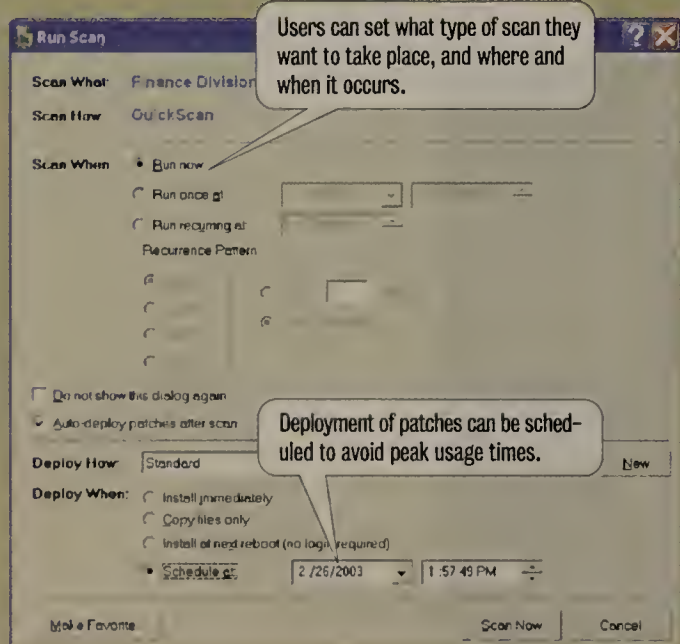 Run Scan
Users can set what type of scan they
want to take place, and where and
when it occurs.
Scan What: Finance Division
Scan How QuickScan
Scan When Run now
Run once at
Run recurring at
Recurrence Pattern
Do not show this dialog again
Auto-deploy patches after scan
Deployment of patches can be sched-
uled to avoid peak usage times.
Deploy How Standard New
Deploy When: Install immediately
Copy files only
Install at next reboot (no login required)
Schedule at: 2/26/2003 1:57:49 PM
Make Favorite Scan Now Cancel